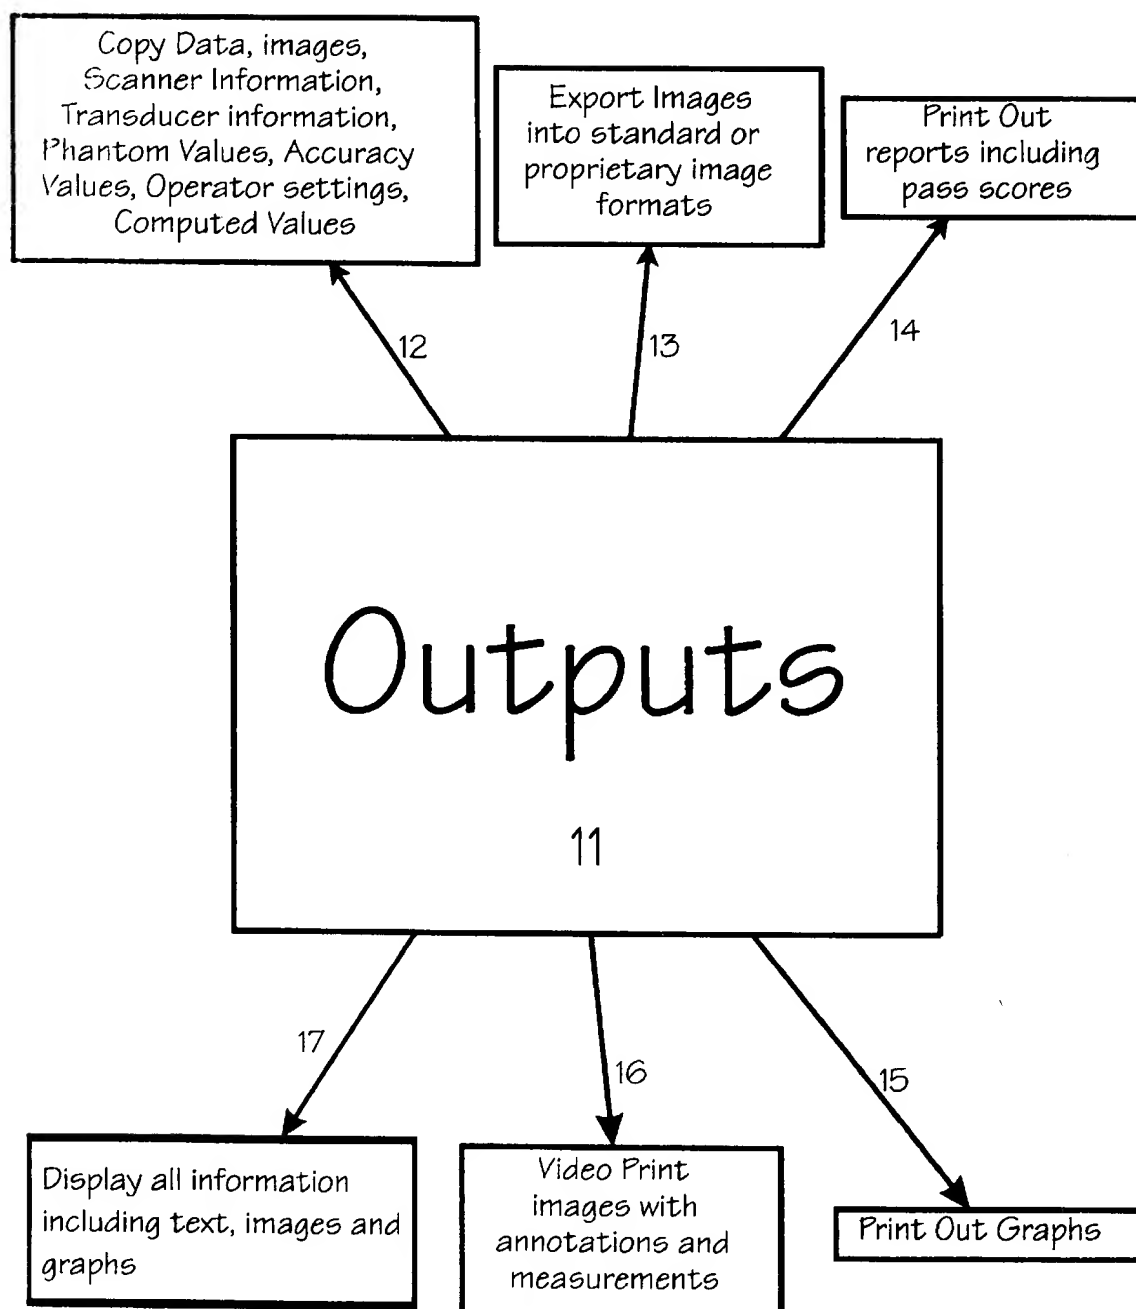 Copy Data, images,
Scanner Information,
Transducer information,
Phantom Values, Accuracy
Values, Operator settings,
Computed Values
Export Images
into standard or
proprietary image
formats
Print Out
reports including
pass scores
12
13
14
Outputs
11
17
16
15
Display all information
including text, images and
graphs
Video Print
images with
annotations and
measurements
Print Out Graphs